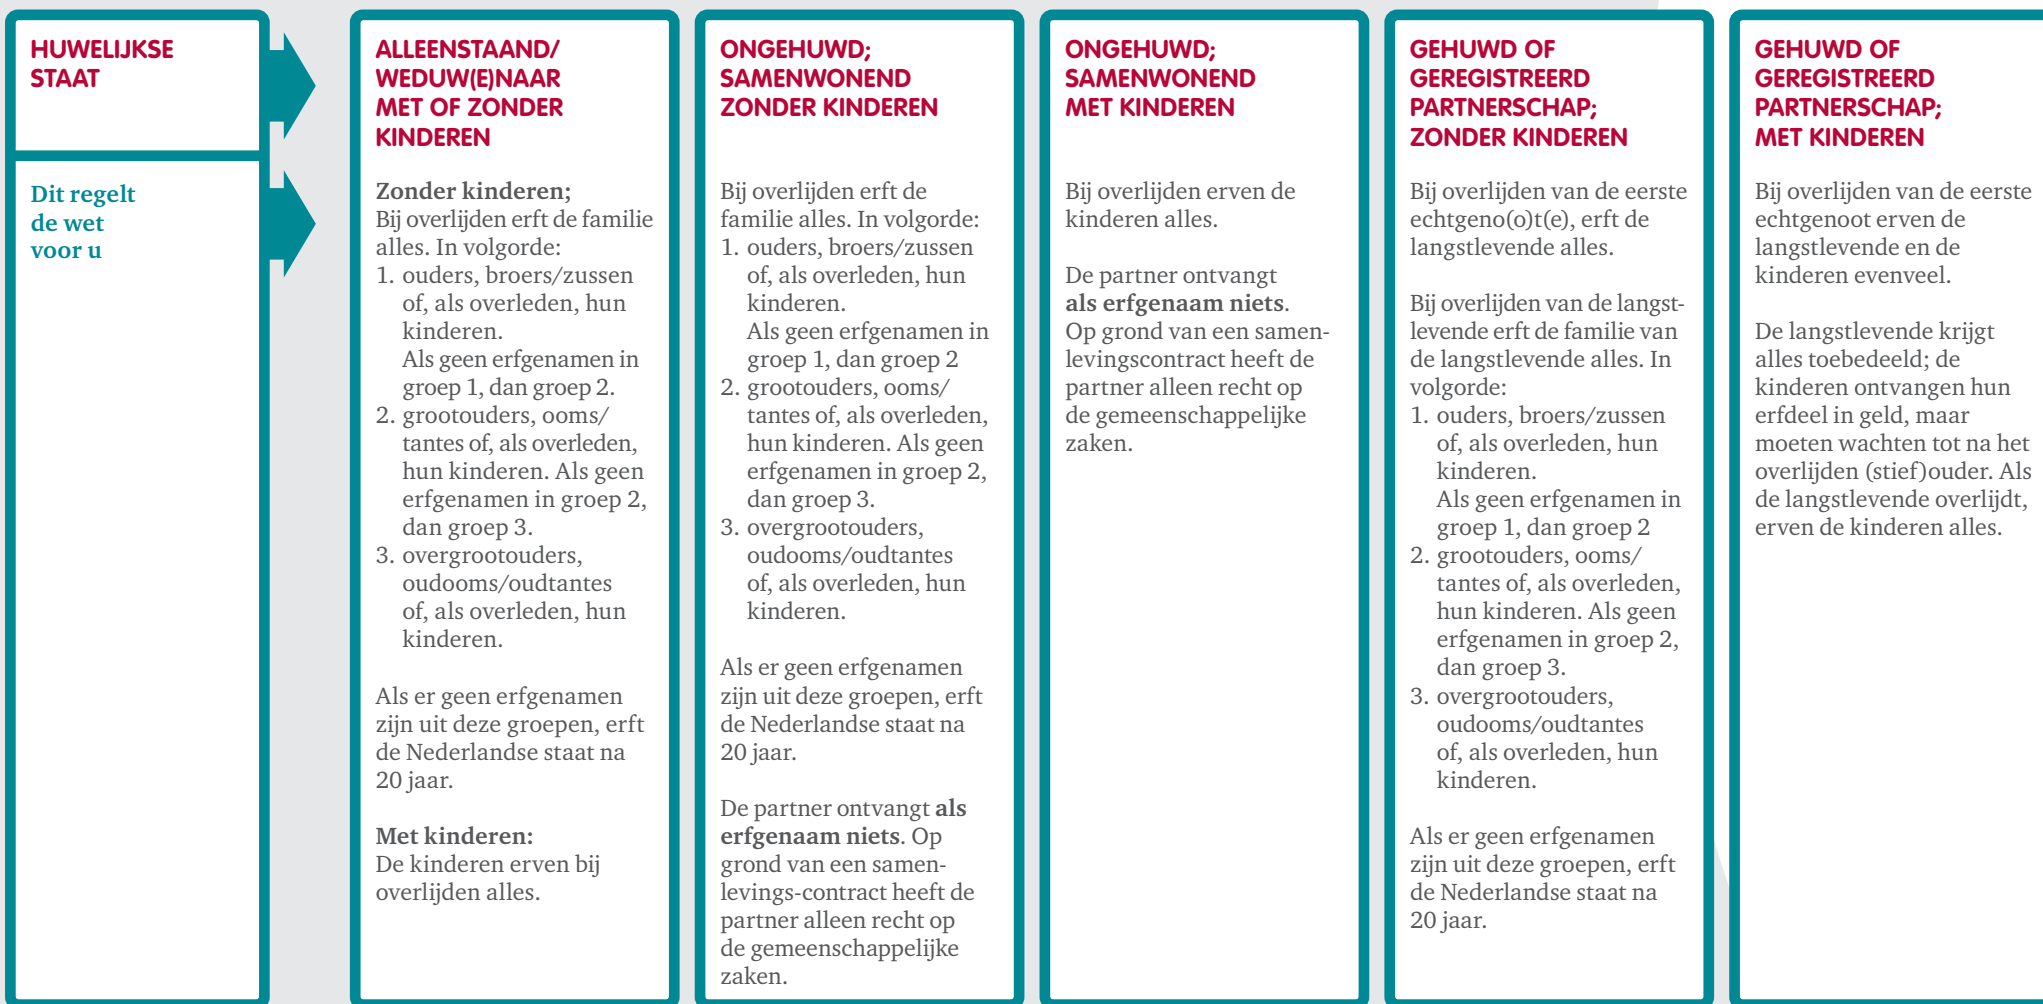 HUWELIJKSE
STAAT
Dit regelt
de wet
voor u
ALLEENSTAAND/
WEDUW(E)NAAR
MET OF ZONDER
KINDEREN
Zonder kinderen;
Bij overlijden erft de familie
alles. In volgorde:
1. ouders, broers/zussen
of, als overleden, hun
kinderen.
Als geen erfgenamen in
groep 1, dan groep 2.
2. grootouders, ooms/
tantes of, als overleden,
hun kinderen. Als geen
erfgenamen in groep 2,
dan groep 3.
3. overgrootouders,
oudooms/oudtantes
of, als overleden, hun
kinderen.
Als er geen erfgenamen
zijn uit deze groepen, erft
de Nederlandse staat na
20 jaar.
Met kinderen:
De kinderen erven bij
overlijden alles.
ONGEHUWD;
SAMENWONEND
ZONDER KINDEREN
Bij overlijden erft de
familie alles. In volgorde:
1. ouders, broers/zussen
of, als overleden, hun
kinderen.
Als geen erfgenamen in
groep 1, dan groep 2
2. grootouders, ooms/
tantes of, als overleden,
hun kinderen. Als geen
erfgenamen in groep 2,
dan groep 3.
3. overgrootouders,
oudooms/oudtantes
of, als overleden, hun
kinderen.
Als er geen erfgenamen
zijn uit deze groepen, erft
de Nederlandse staat na
20 jaar.
De partner ontvangt als
erfgenaam niets. Op
grond van een samen-
levings-contract heeft de
partner alleen recht op
de gemeenschappelijke
zaken.
ONGEHUWD;
SAMENWONEND
MET KINDEREN
Bij overlijden erven de
kinderen alles.
De partner ontvangt
als erfgenaam niets.
Op grond van een samen-
levingscontract heeft de
partner alleen recht op
de gemeenschappelijke
zaken.
GEHUWD OF
GEREGISTREERD
PARTNERSCHAP;
ZONDER KINDEREN
Bij overlijden van de eerste
echtgeno(o)t(e), erft de
langstlevende alles.
Bij overlijden van de langst-
levende erft de familie van
de langstlevende alles. In
volgorde:
1. ouders, broers/zussen
of, als overleden, hun
kinderen.
Als geen erfgenamen in
groep 1, dan groep 2
2. grootouders, ooms/
tantes of, als overleden,
hun kinderen. Als geen
erfgenamen in groep 2,
dan groep 3.
3. overgrootouders,
oudooms/oudtantes
of, als overleden, hun
kinderen.
Als er geen erfgenamen
zijn uit deze groepen, erft
de Nederlandse staat na
20 jaar.
GEHUWD OF
GEREGISTREERD
PARTNERSCHAP;
MET KINDEREN
Bij overlijden van de eerste
echtgenoot erven de
langstlevende en de
kinderen evenveel.
De langstlevende krijgt
alles toebedeeld; de
kinderen ontvangen hun
erfdeel in geld, maar
moeten wachten tot na het
overlijden (stief)ouder. Als
de langstlevende overlijdt,
erven de kinderen alles.